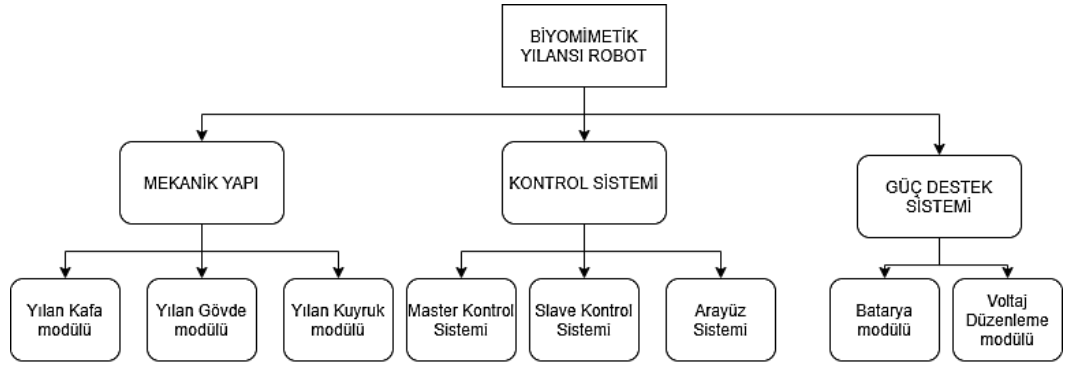 BİYOMİMETİK
YILANSI ROBOT
MEKANİK YAPI
KONTROL SİSTEMİ
GÜÇ DESTEK
SİSTEMİ
Yılan Kafa
modülü
Yılan Gövde
modülü
Yılan Kuyruk
modülü
Master Kontrol
Sistemi
Slave Kontrol
Sistemi
Arayüz
Sistemi
Batarya
modülü
Voltaj
Düzenleme
modülü